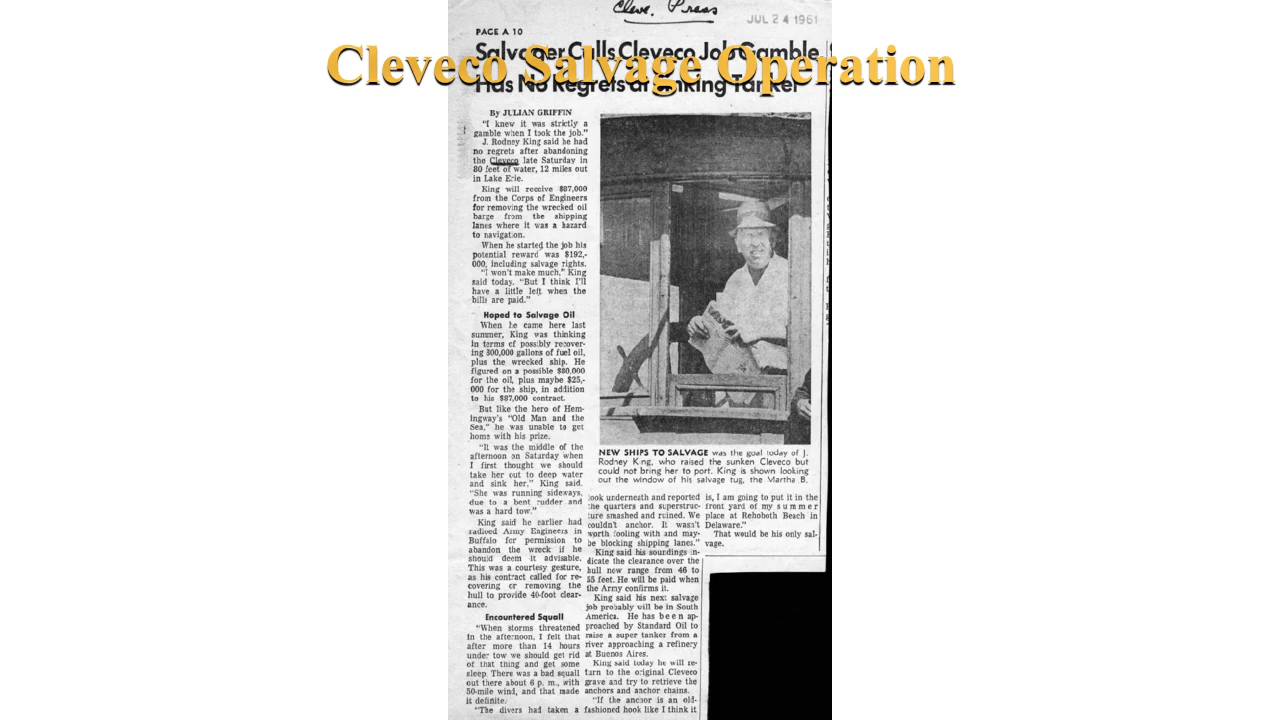 Cleve. Press
JUL 24 1961
PAGE A 10
Salvager Calls Cleveco Job Gamble
Cleveco Salvage Operation
Has No Regrets at Sinking Tanker
By JULIAN GRIFFIN
"I knew it was strictly a
gamble when I took the job."
J. Rodney King said he had
no regrets after abandoning
the Cleveco late Saturday in
80 feet of water, 12 miles out
in Lake Erie.
King will receive $87,000
from the Corps of Engineers
for removing the wrecked oil
barge from the shipping
lanes where it was a hazard
to navigation.
When he started the job his
potential reward was $192,-
000, including salvage rights.
"I won't make much," King
said today. "But I think I'll
have a little left when the
bills are paid."
Hoped to Salvage Oil
When he came here last
summer, King was thinking
in terms of possibly recover-
ing 300,000 gallons of fuel oil,
plus the wrecked ship. He
figured on a possible $80,000
for the oil, plus maybe $25,-
000 for the ship, in addition
to his $87,000 contract.
But like the hero of Hem-
ingway's "Old Man and the
Sea," he was unable to get
home with his prize.
"It was the middle of the
afternoon on Saturday when
I first thought we should
take her out to deep water
and sink her," King said.
"She was running sideways,
due to a bent rudder and
was a hard tow."
King said he earlier had
radioed Army Engineers in
Buffalo for permission to
abandon the wreck if he
should deem it advisable.
This was a courtesy gesture,
as his contract called for re-
covering or removing the
hull to provide 40-foot clear-
ance.
Encountered Squall
"When storms threatened
in the afternoon, I felt that
after more than 14 hours
under tow we should get rid
of that thing and get some
sleep. There was a bad squall
out there about 6 p. m., with
50-mile wind, and that made
it definite.
"The divers had taken a
NEW SHIPS TO SALVAGE was the goal today of J.
Rodney King, who raised the sunken Cleveco but
could not bring her to port. King is shown looking
out the window of his salvage tug, the Martha B.
look underneath and reported
the quarters and superstruc-
ture smashed and ruined. We
couldn't anchor. It wasn't
worth fooling with and may-
be blocking shipping lanes."
King said his soundings in-
dicate the clearance over the
hull now range from 46 to
55 feet. He will be paid when
the Army confirms it.
King said his next salvage
job probably will be in South
America. He has been ap-
proached by Standard Oil to
raise a super tanker from a
river approaching a refinery
at Buenos Aires.
King said today he will re-
turn to the original Cleveco
grave and try to retrieve the
anchors and anchor chains.
"If the anchor is an old-
fashioned hook like I think it
is, I am going to put it in the
front yard of my summer
place at Rehoboth Beach in
Delaware."
That would be his only sal-
vage.